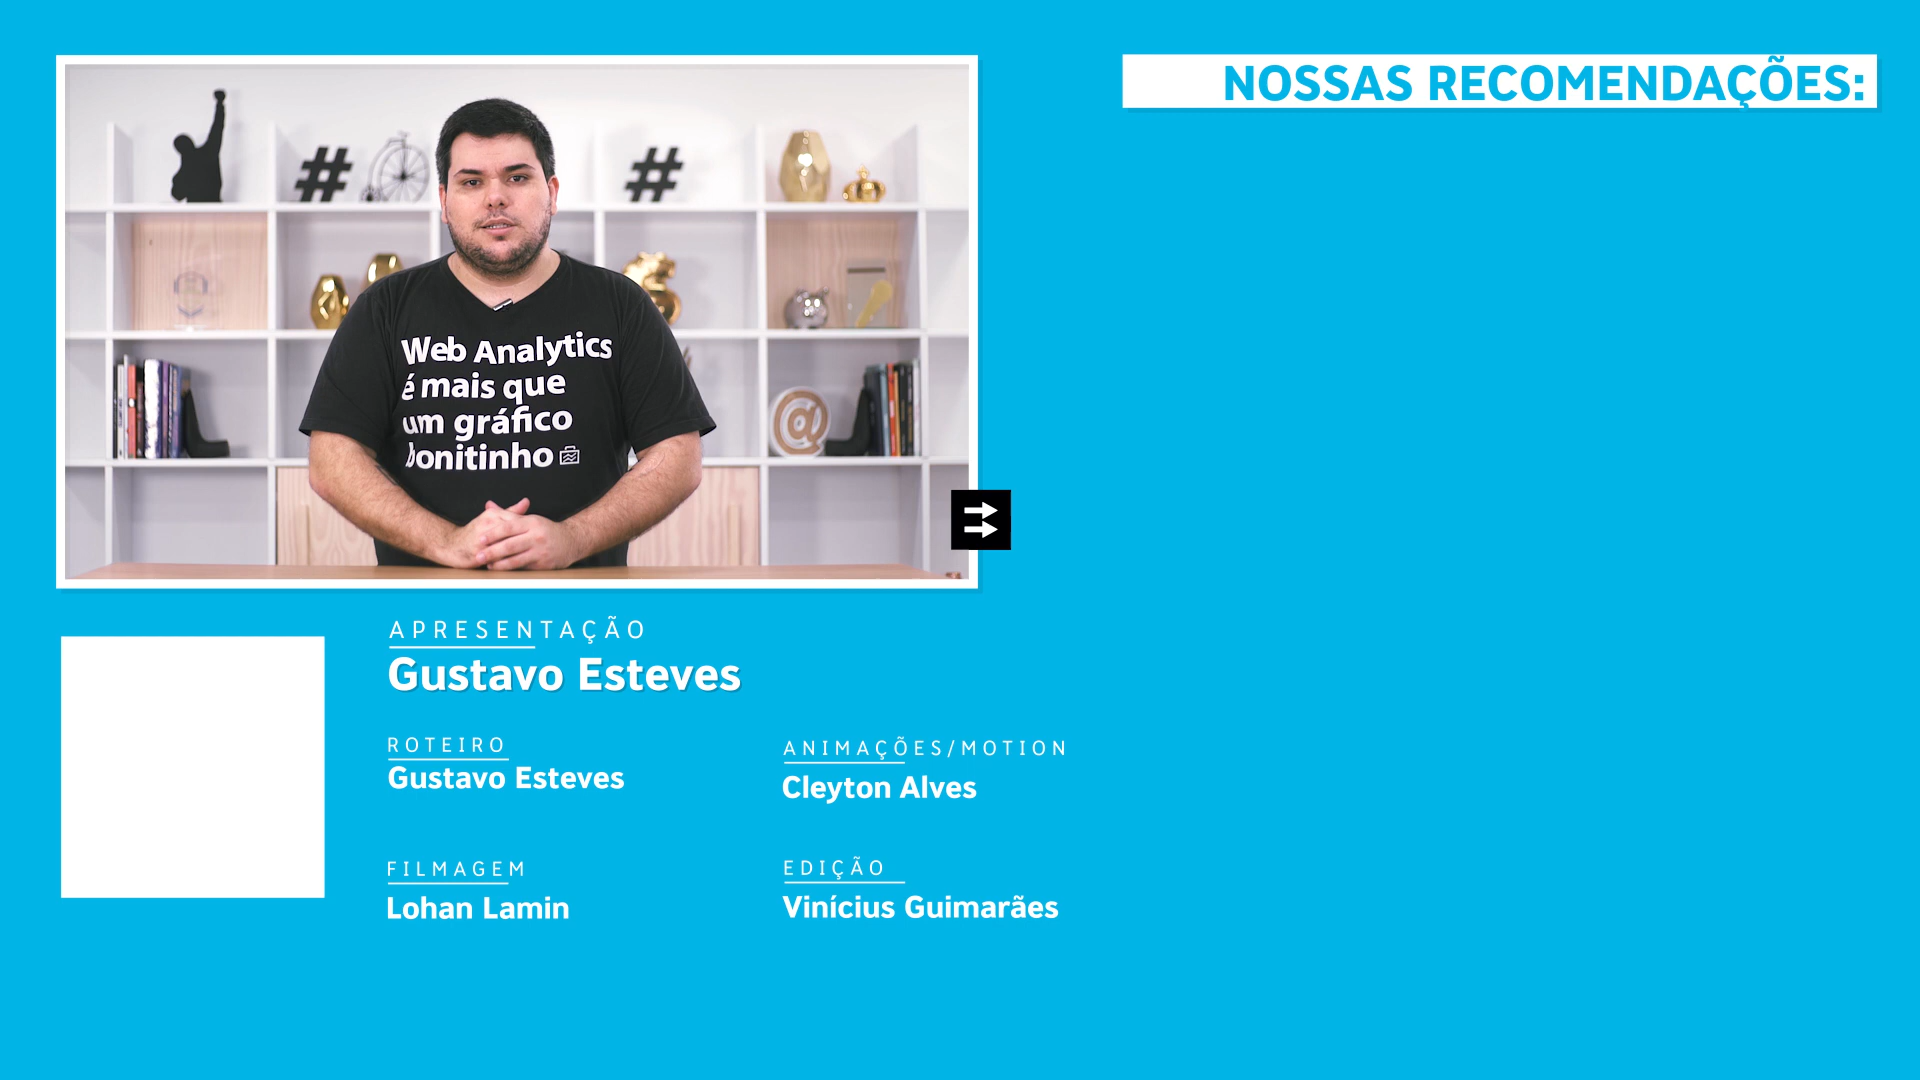 NOSSAS RECOMENDAÇÕES:
#
#
Web Analytics
é mais que
um gráfico
bonitinho
@
APRESENTAÇÃO
Gustavo Esteves
ROTEIRO
Gustavo Esteves
ANIMAÇÕES/MOTION
Cleyton Alves
FILMAGEM
Lohan Lamin
EDIÇÃO
Vinícius Guimarães